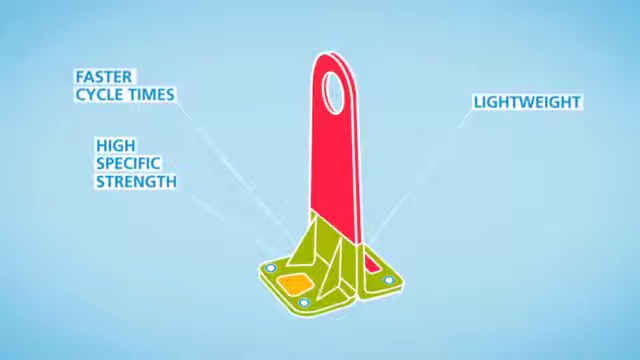 FASTER
CYCLE TIMES
HIGH
SPECIFIC
STRENGTH
LIGHTWEIGHT